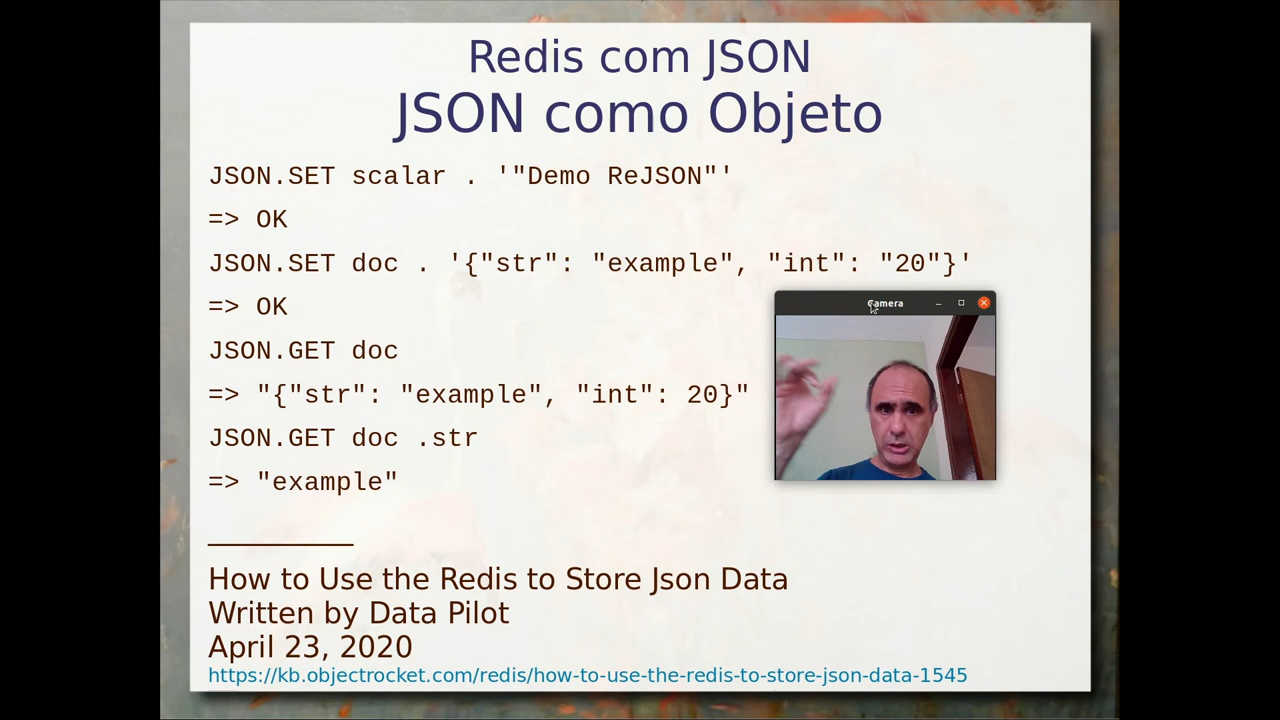 Redis com JSON
JSON como Objeto
JSON.SET scalar . '"Demo ReJSON"'
=> OK
JSON.SET doc . '{"str": "example", "int": "20"}'
=> OK
Camera
JSON.GET doc
=> "{"str": "example", "int": 20}"
JSON.GET doc .str
=> "example"
How to Use the Redis to Store Json Data
Written by Data Pilot
April 23, 2020
https://kb.objectrocket.com/redis/how-to-use-the-redis-to-store-json-data-1545